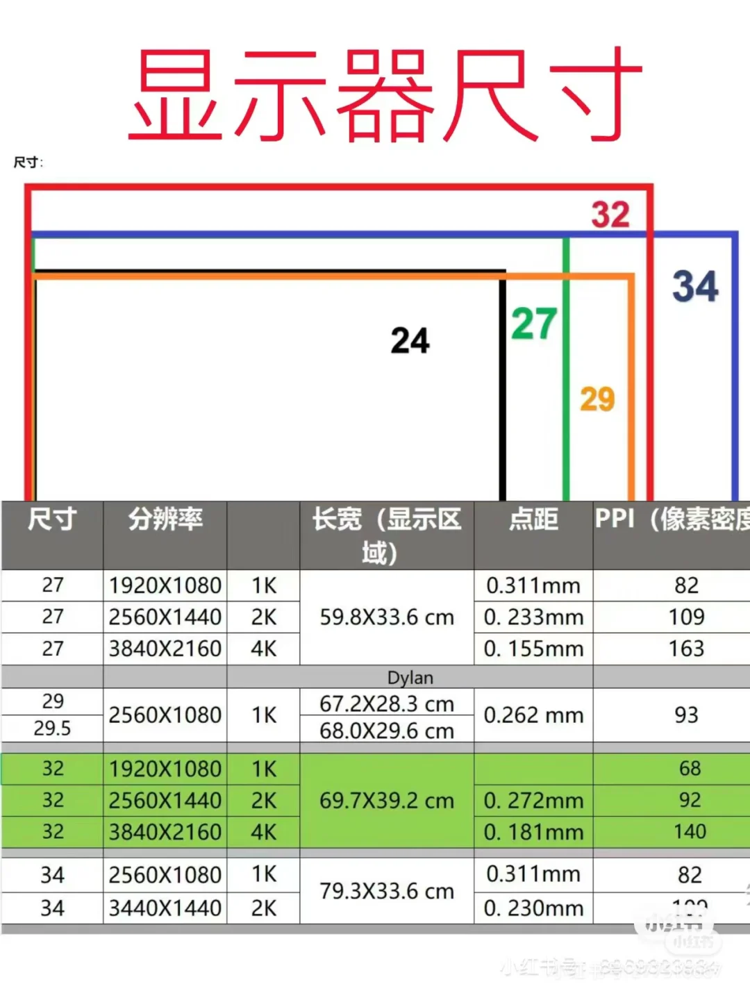 显示器尺寸
尺寸:
32
34
27
24
29
尺寸 分辨率 长宽（显示区域） 点距 PPI（像素密度
27 1920X1080 1K 59.8X33.6 cm 0.311mm 82
27 2560X1440 2K 0. 233mm 109
27 3840X2160 4K 0. 155mm 163
Dylan
29 2560X1080 1K 67.2X28.3 cm 0.262 mm 93
29.5 68.0X29.6 cm
32 1920X1080 1K 69.7X39.2 cm 68
32 2560X1440 2K 0. 272mm 92
32 3840X2160 4K 0. 181mm 140
34 2560X1080 1K 79.3X33.6 cm 0.311mm 82
34 3440X1440 2K 0. 230mm
小红书
小红书
小红书号: